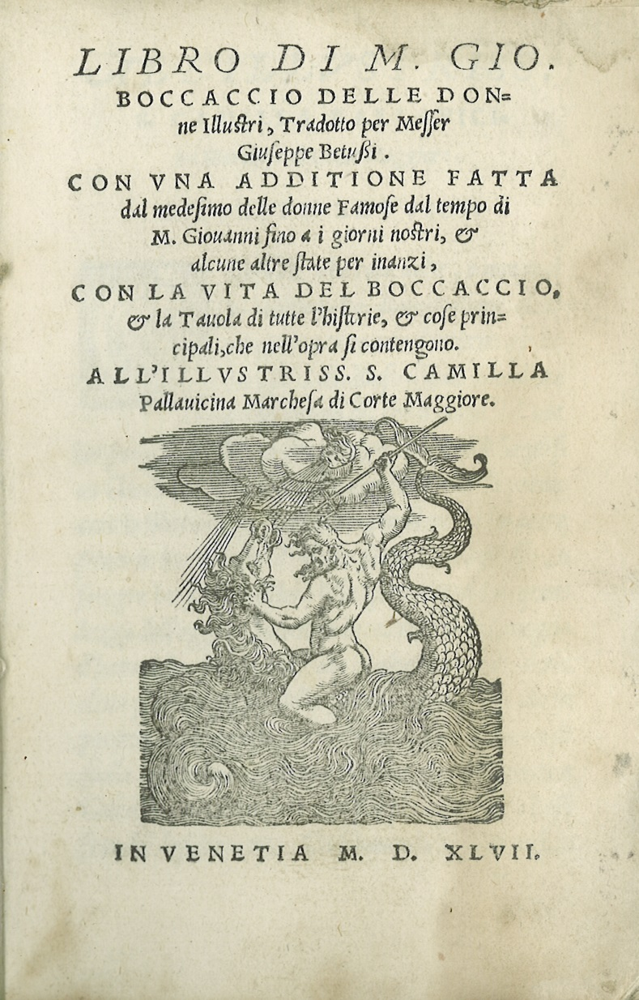 LIBRO DI M. GIO.
BOCCACCIO DELLE DON=
ne Illuſtri, Tradotto per Meſſer
Giuſeppe Betußi.
CON VNA ADDITIONE FATTA
dal medeſimo delle donne Famoſe dal tempo di
M. Giouanni fino a i giorni noſtri, &
alcune altre ſtate per inanzi,
CON LA VITA DEL BOCCACCIO,
& la Tauola di tutte l'hiſtorie, & coſe prin=
cipali, che nell'opra ſi contengono.
ALL'ILLVSTRISS. S. CAMILLA
Pallauicina Marcheſa di Corte Maggiore.
IN VENETIA M. D. XLVII.